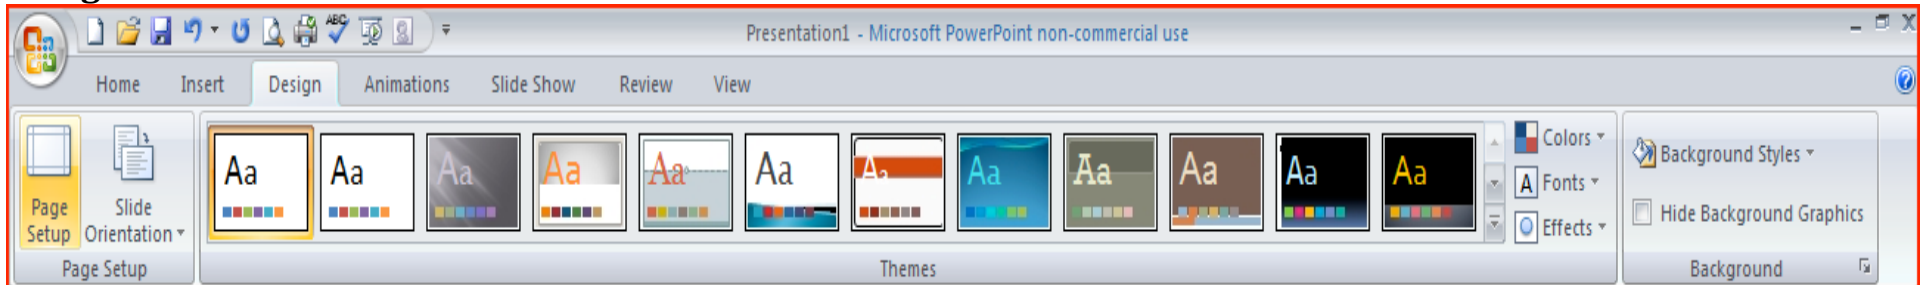 ABC
Presentation1 - Microsoft PowerPoint non-commercial use
Home Insert Design Animations Slide Show Review View
Page Setup
Slide Orientation
Aa Aa Aa Aa Aa Aa Aa Aa Aa Aa Aa Aa
Colors
A Fonts
Effects
Background Styles
Hide Background Graphics
Page Setup Themes Background